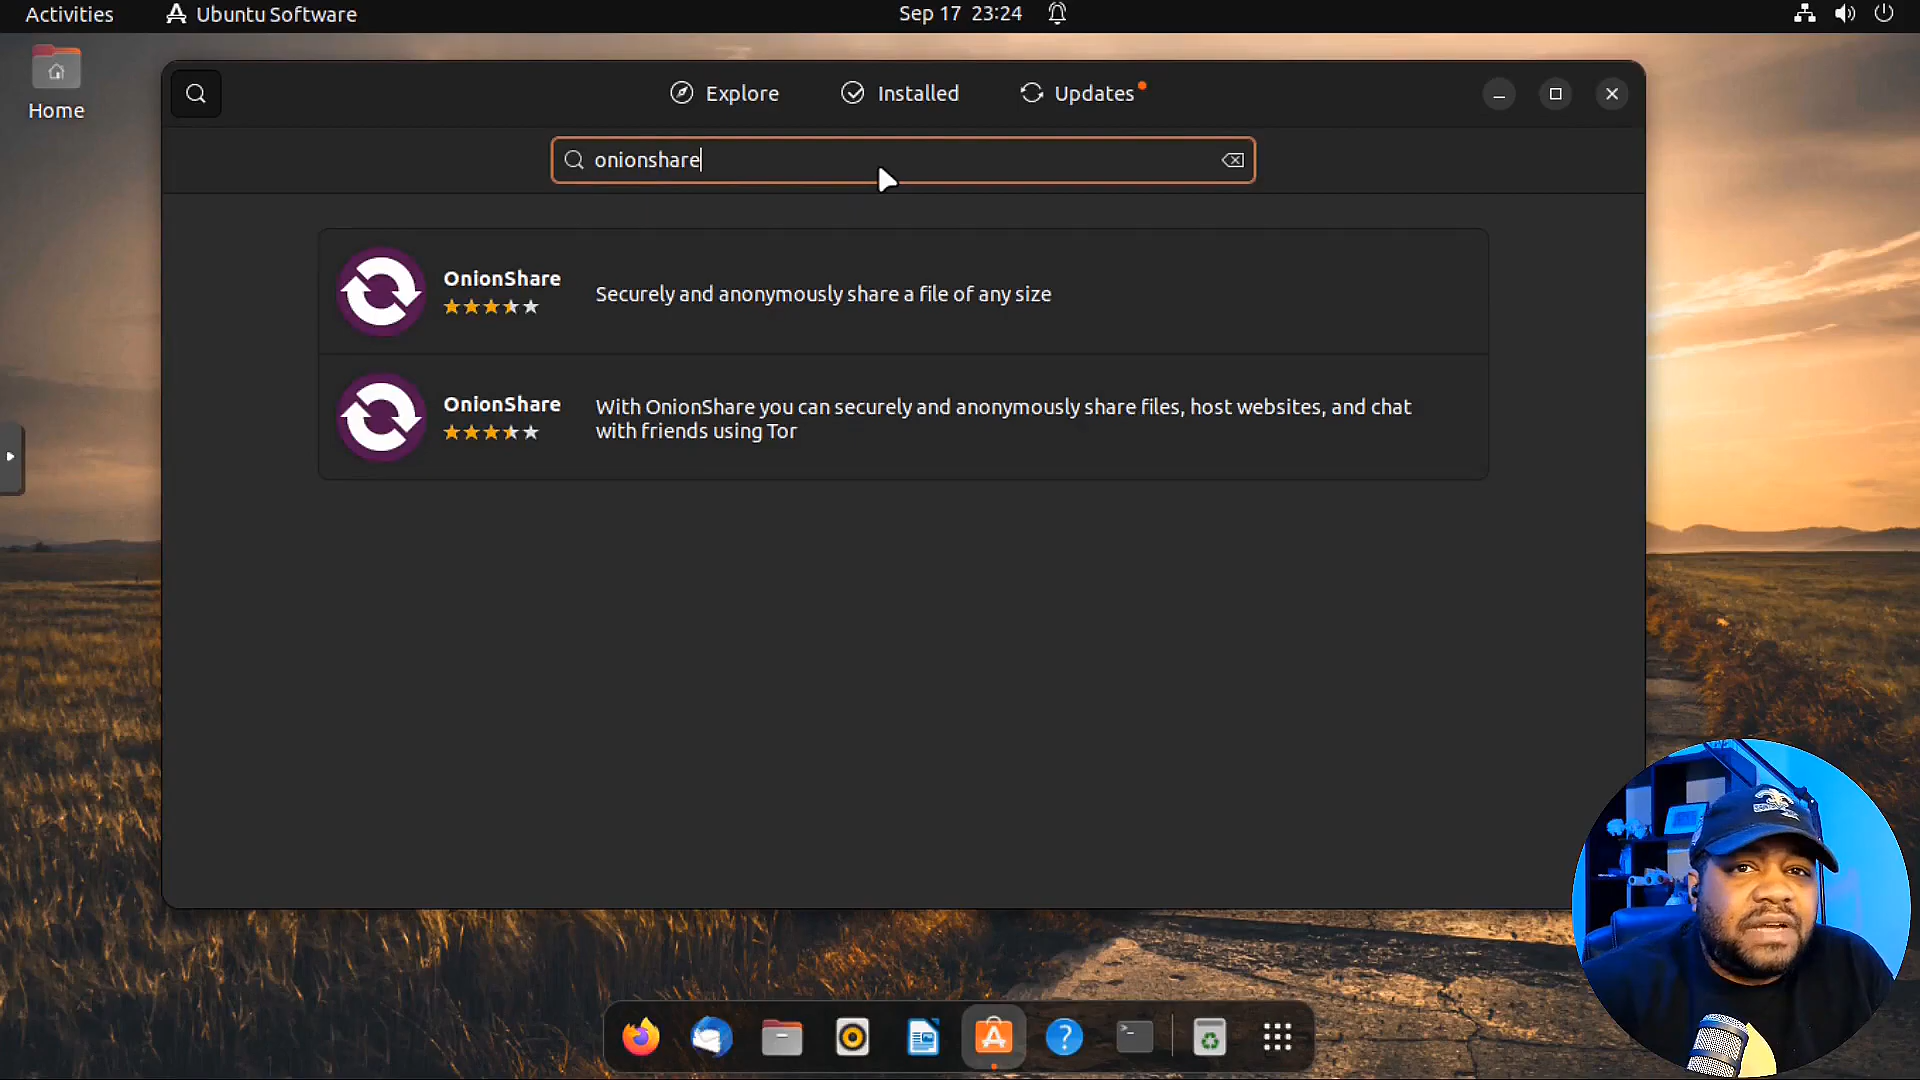 Activities
Ubuntu Software
Sep 17 23:24
Home
Explore
Installed
Updates
onionshare
OnionShare
Securely and anonymously share a file of any size
OnionShare
With OnionShare you can securely and anonymously share files, host websites, and chat
with friends using Tor